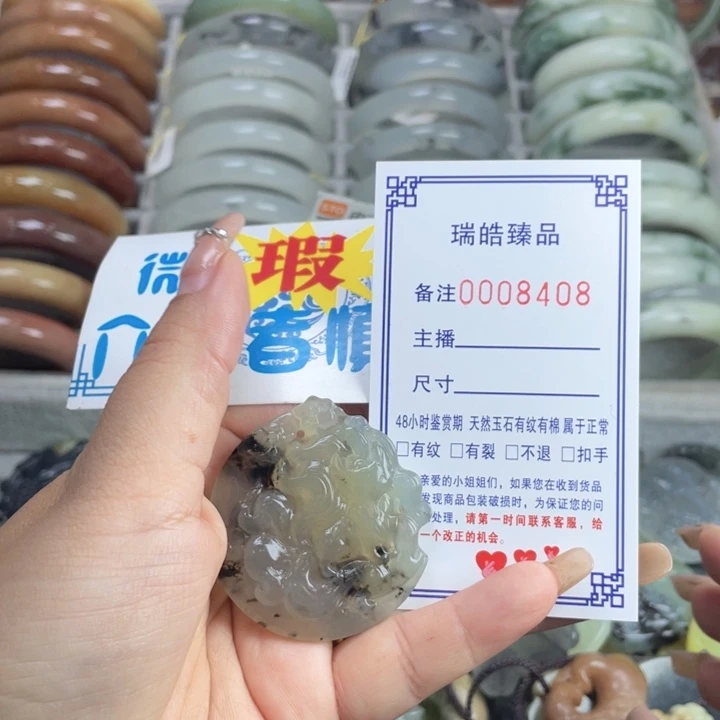 瑞皓臻品
备注0008408
主播
尺寸
48小时鉴赏期 天然玉石有纹有棉 属于正常
□有纹 □有裂 □不退 □扣手
亲爱的小姐姐们，如果您在收到货品
发现商品包装破损时，为保证您的问
处理，请第一时间联系客服，给
一个改正的机会。
微 瑕
介 者慎